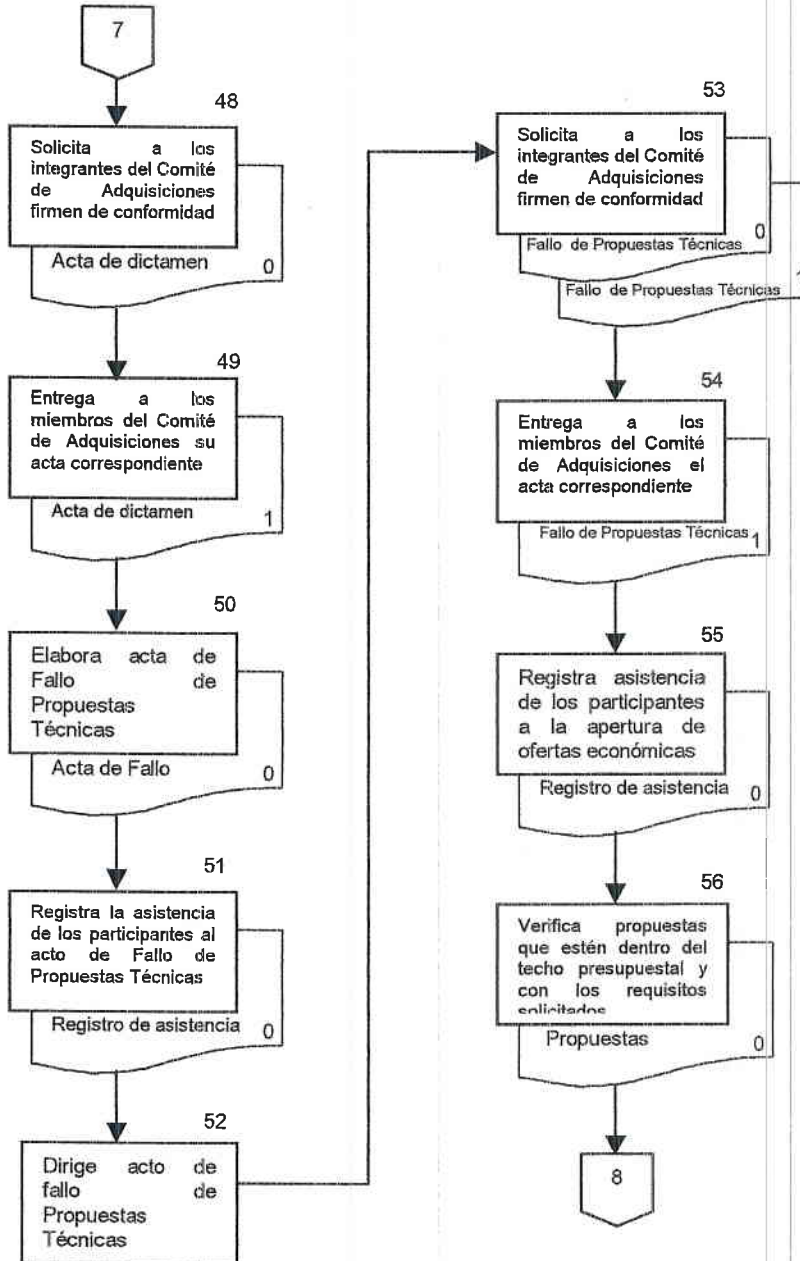 7
48
Solicita a los
integrantes del Comité
de Adquisiciones
firmen de conformidad
Acta de dictamen 0
49
Entrega a los
miembros del Comité
de Adquisiciones su
acta correspondiente
Acta de dictamen 1
50
Elabora acta de
Fallo de
Propuestas
Técnicas
Acta de Fallo 0
51
Registra la asistencia
de los participantes al
acto de Fallo de
Propuestas Técnicas
Registro de asistencia 0
52
Dirige acto de
fallo de
Propuestas
Técnicas
53
Solicita a los
integrantes del Comité
de Adquisiciones
firmen de conformidad
Fallo de Propuestas Técnicas 0
Fallo de Propuestas Técnicas
54
Entrega a los
miembros del Comité
de Adquisiciones el
acta correspondiente
Fallo de Propuestas Técnicas 1
55
Registra asistencia
de los participantes
a la apertura de
ofertas económicas
Registro de asistencia 0
56
Verifica propuestas
que estén dentro del
techo presupuestal y
con los requisitos
solicitados
Propuestas 0
8